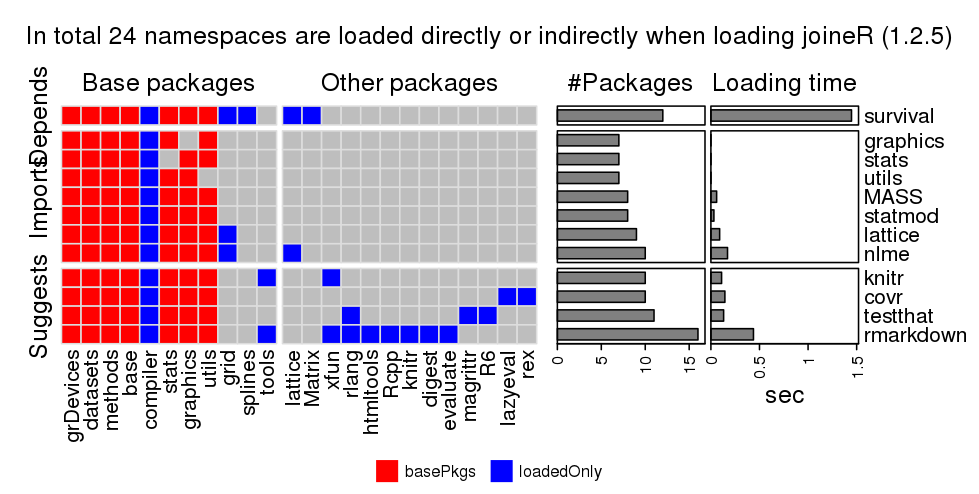 In total 24 namespaces are loaded directly or indirectly when loading joineR (1.2.5)
Base packages
Other packages
#Packages
Loading time
Depends
Imports
Suggests
survival
graphics
stats
utils
MASS
statmod
lattice
nlme
knitr
covr
testthat
rmarkdown
grDevices
datasets
methods
base
compiler
stats
graphics
utils
grid
splines
tools
lattice
Matrix
xfun
rlang
htmltools
Rcpp
knitr
digest
evaluate
magrittr
R6
lazyeval
rex
0
5
10
15
0
0.5
1
1.5
sec
basePkgs
loadedOnly